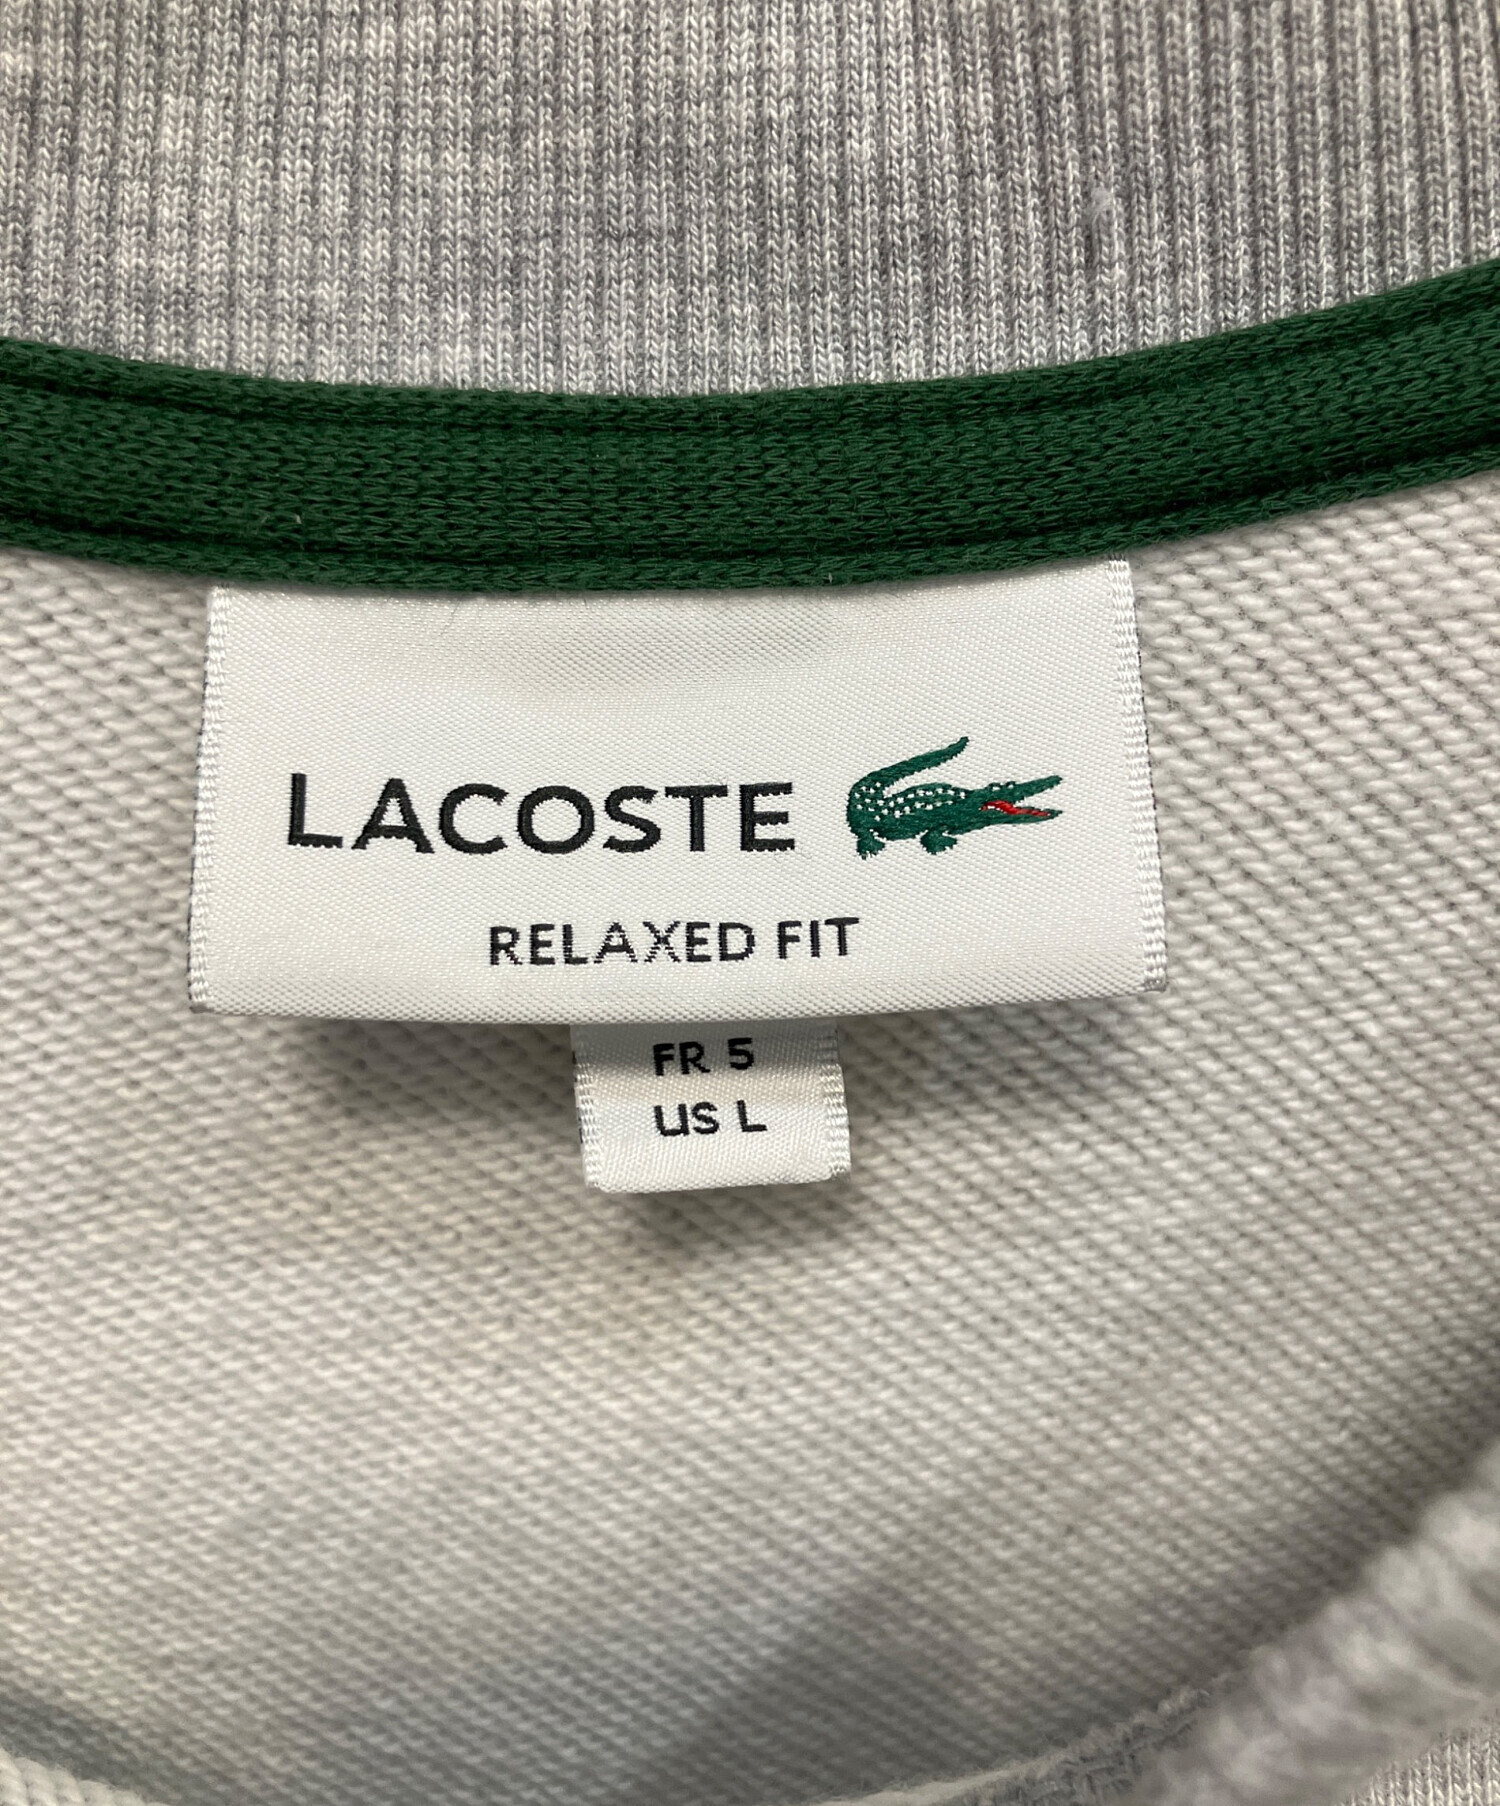 LACOSTE
RELAXED FIT
FR 5
US L